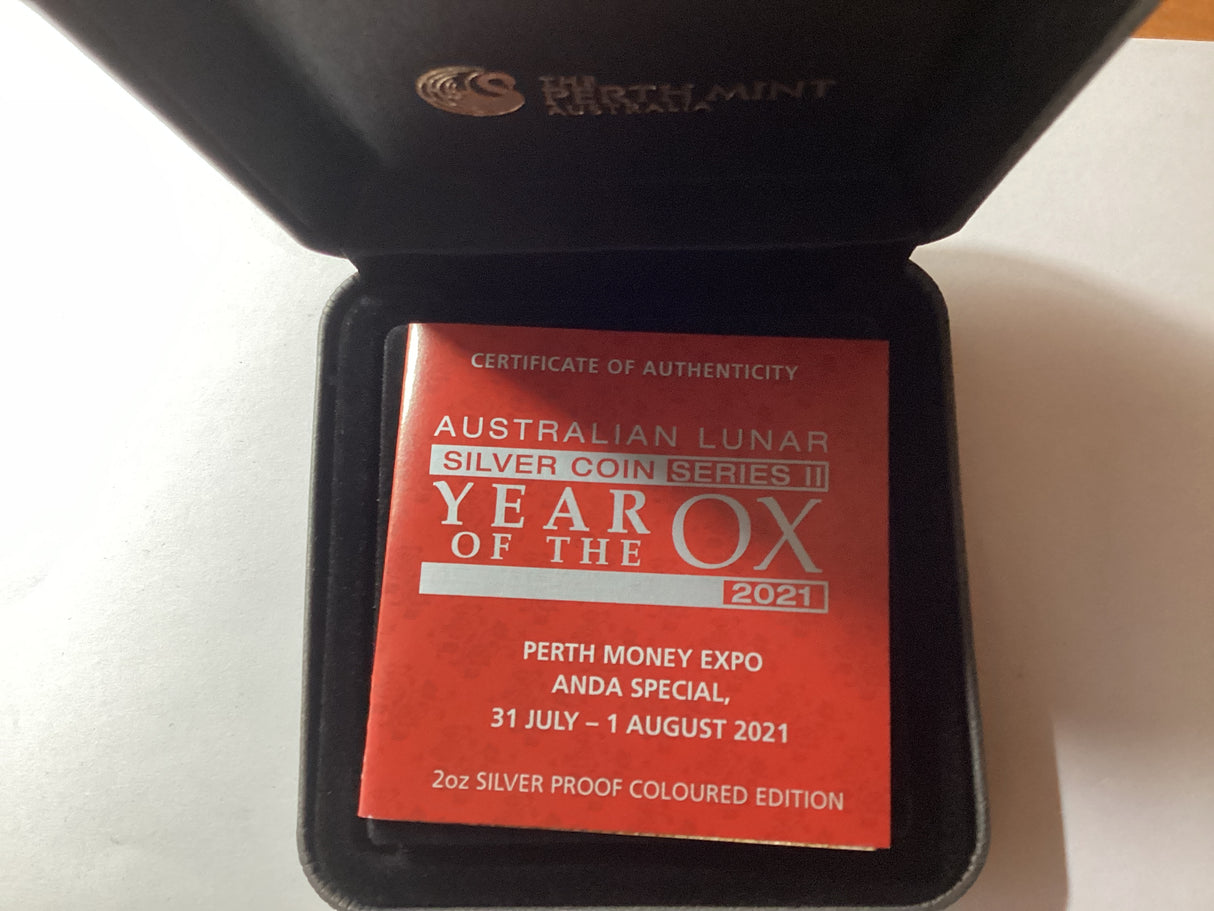 THE
PERTH MINT
AUSTRALIA
CERTIFICATE OF AUTHENTICITY
AUSTRALIAN LUNAR
SILVER COIN SERIES II
YEAR
OF THE OX
2021
PERTH MONEY EXPO
ANDA SPECIAL,
31 JULY – 1 AUGUST 2021
2oz SILVER PROOF COLOURED EDITION